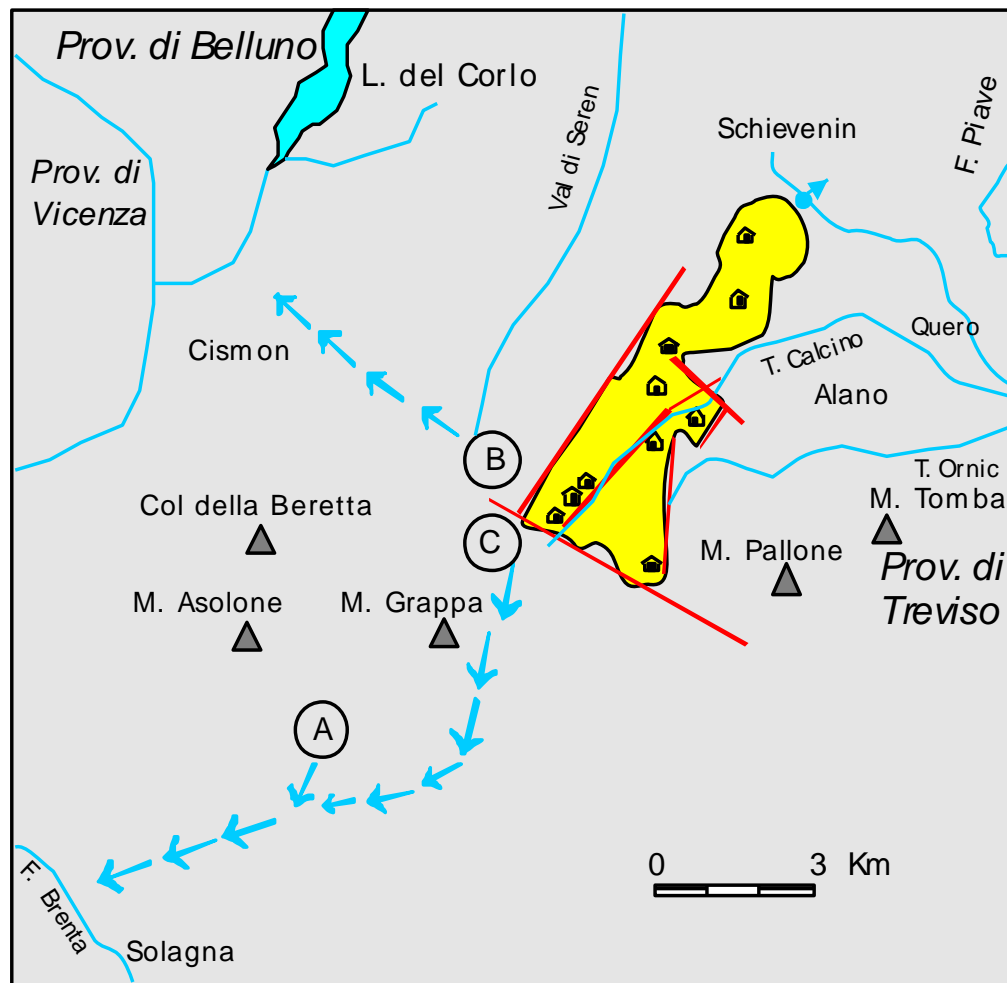 Prov. di Belluno
L. del Corlo
Val di Seren
Schievenin
F. Piave
Prov. di
Vicenza
Cismon
T. Calcino
Quero
Alano
B
T. Ornic
M. Tomba
Col della Beretta
C
M. Pallone
Prov. di
Treviso
M. Asolone
M. Grappa
A
0 3 Km
F. Brenta
Solagna